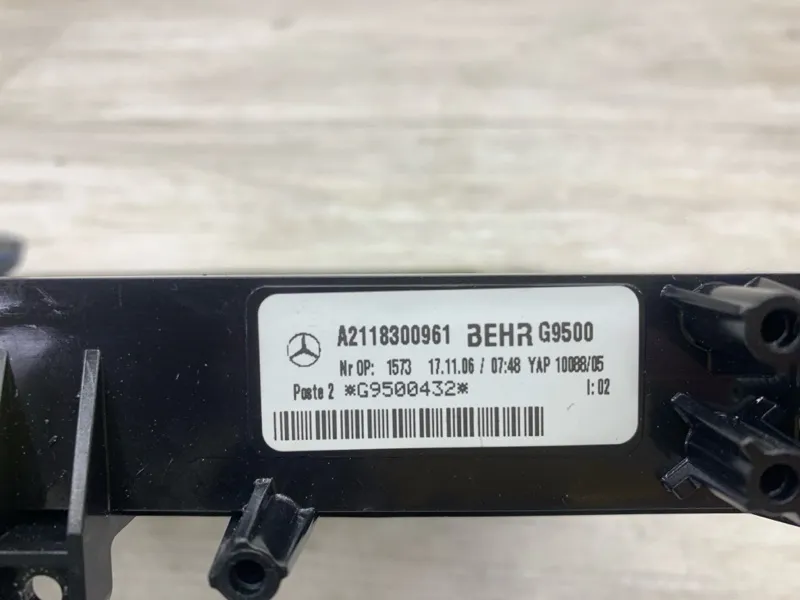 A2118300961 BEHR G9500
Nr OP: 1573 17.11.06 / 07:48 YAP 10088/05
Poste 2 *G9500432* I: 02